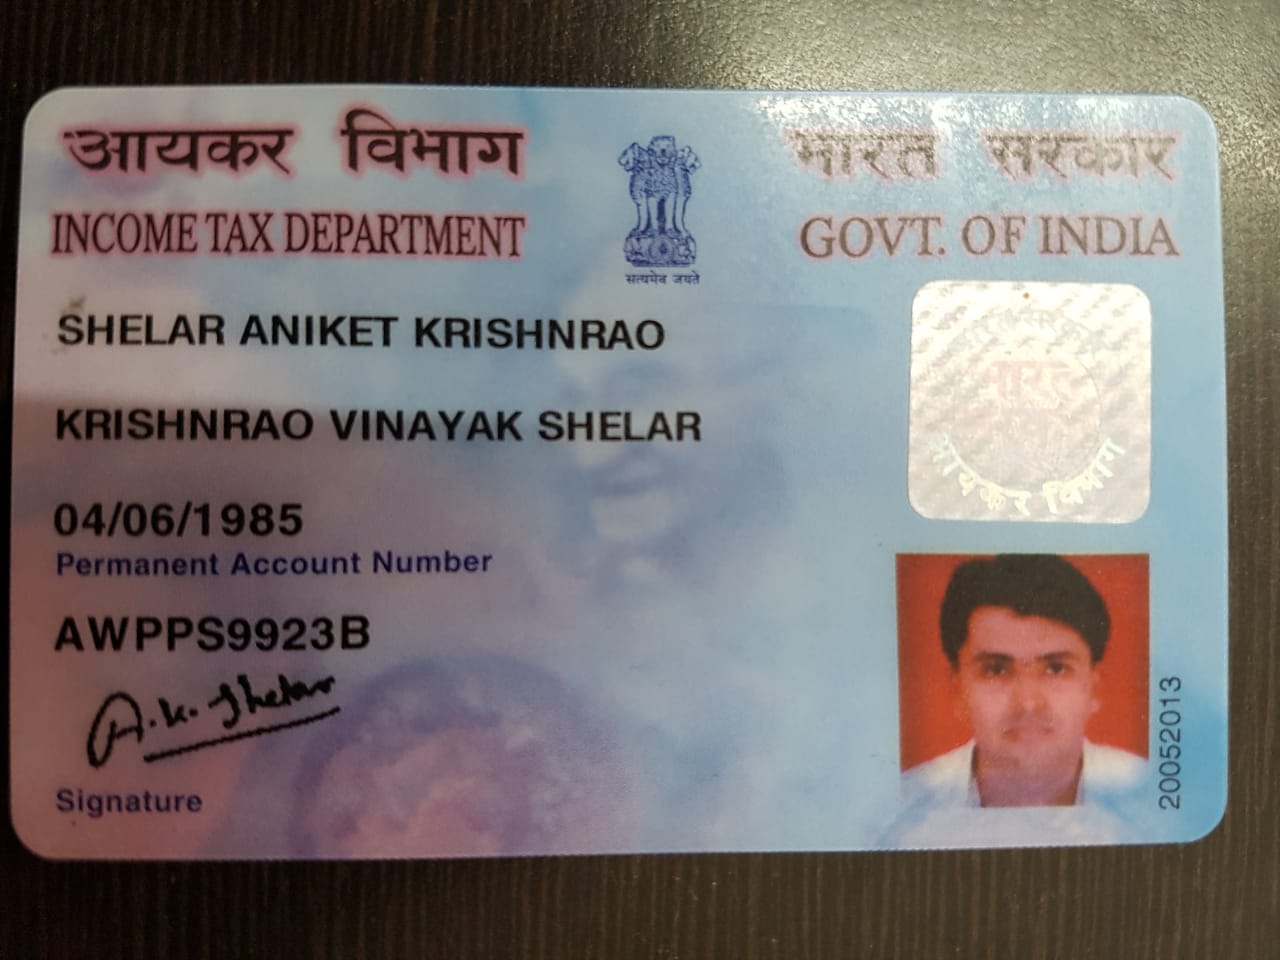 आयकर विभाग
INCOME TAX DEPARTMENT
सत्यमेव जयते
भारत सरकार
GOVT. OF INDIA
SHELAR ANIKET KRISHNRAO
KRISHNRAO VINAYAK SHELAR
04/06/1985
Permanent Account Number
AWPPS9923B
A.K. Shelar
Signature
भारत
आयकर विभाग
20052013